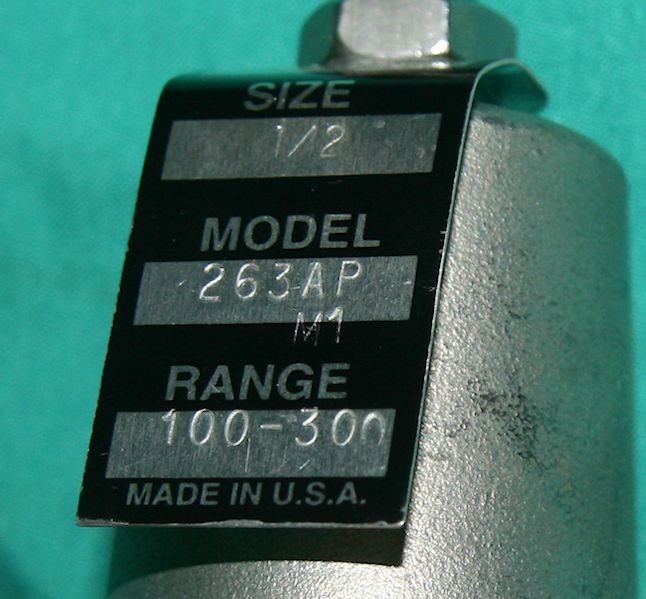 SIZE
1/2
MODEL
263AP
M1
RANGE
100-300
MADE IN U.S.A.